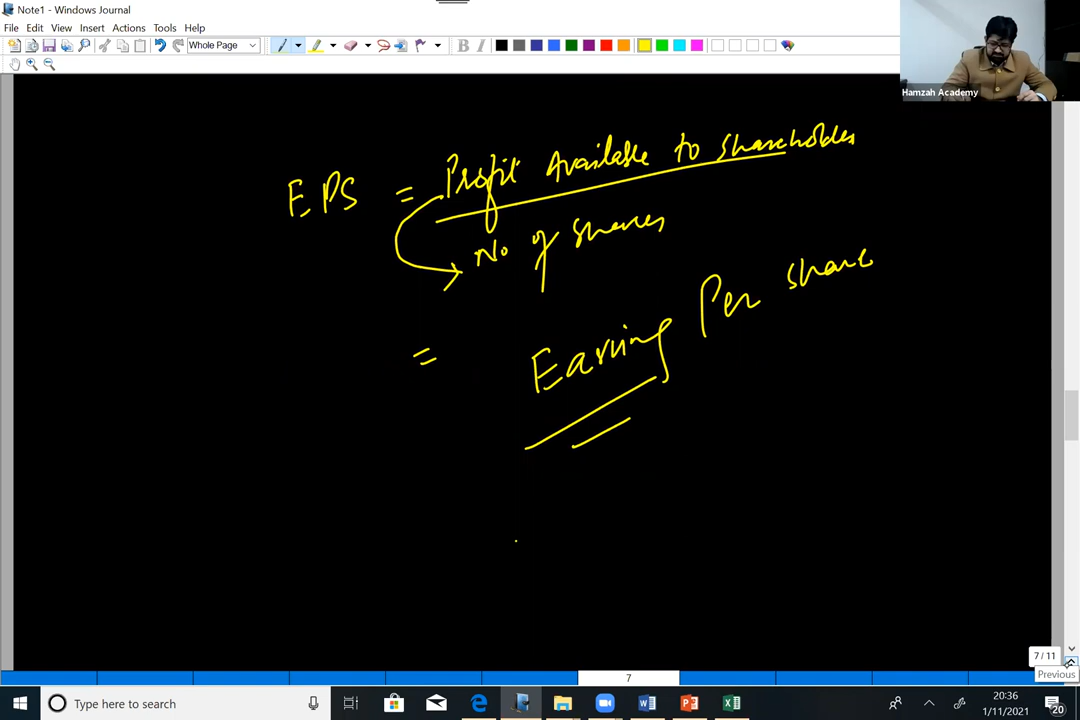 Note1 - Windows Journal
File Edit View Insert Actions Tools Help
Whole Page
B I
Hamzah Academy
EPS = Profit Available to shareholders
No of shares
= Earning Per share
7 / 11
Previous
7
Type here to search
20:36
1/11/2021
20